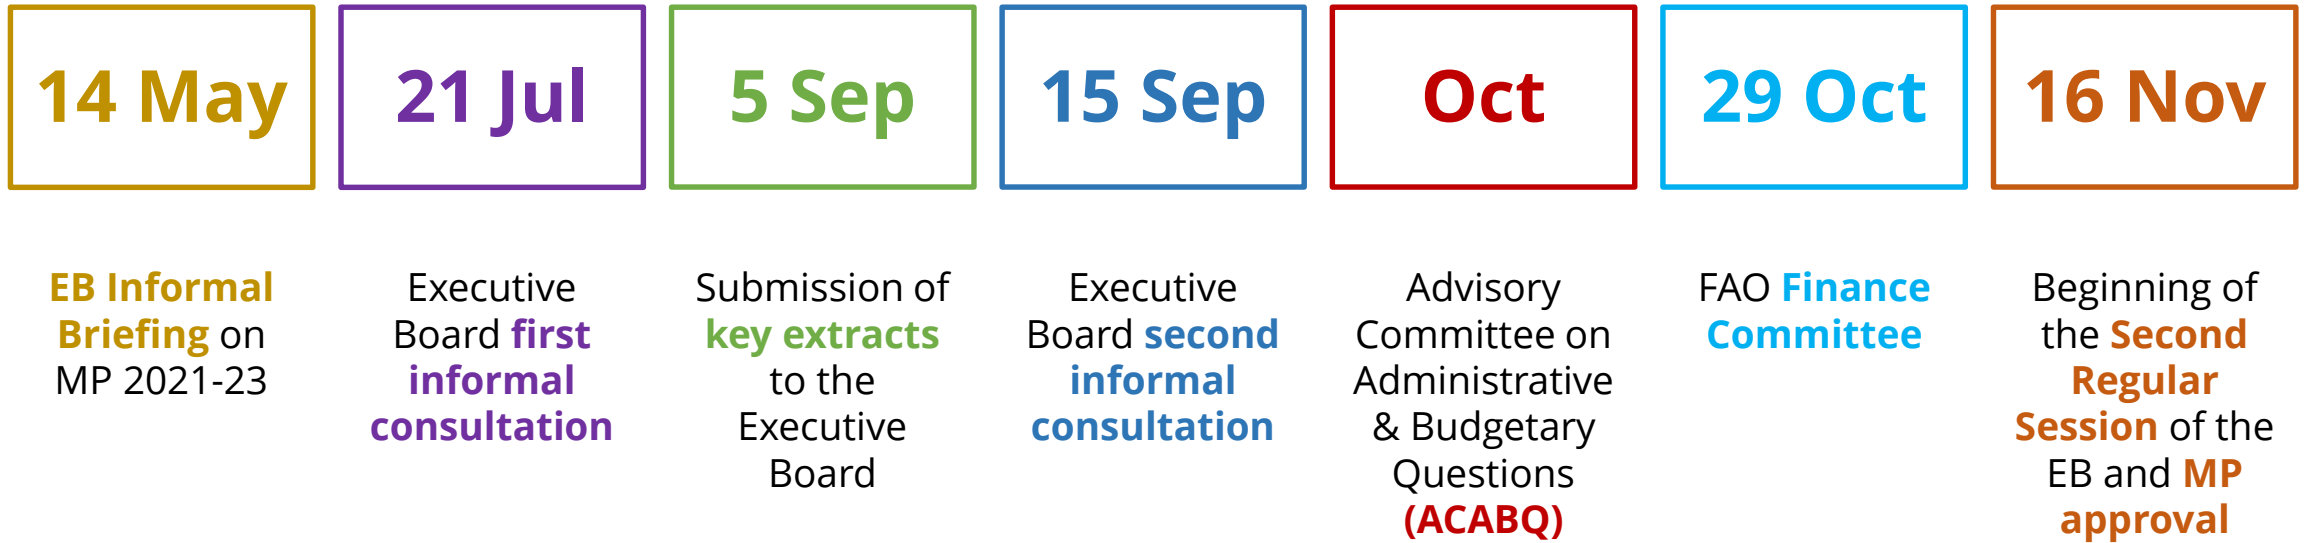 14 May
21 Jul
5 Sep
15 Sep
Oct
29 Oct
16 Nov
EB Informal
Briefing on
MP 2021-23
Executive
Board first
informal
consultation
Submission of
key extracts
to the
Executive
Board
Executive
Board second
informal
consultation
Advisory
Committee on
Administrative
& Budgetary
Questions
(ACABQ)
FAO Finance
Committee
Beginning of
the Second
Regular
Session of the
EB and MP
approval